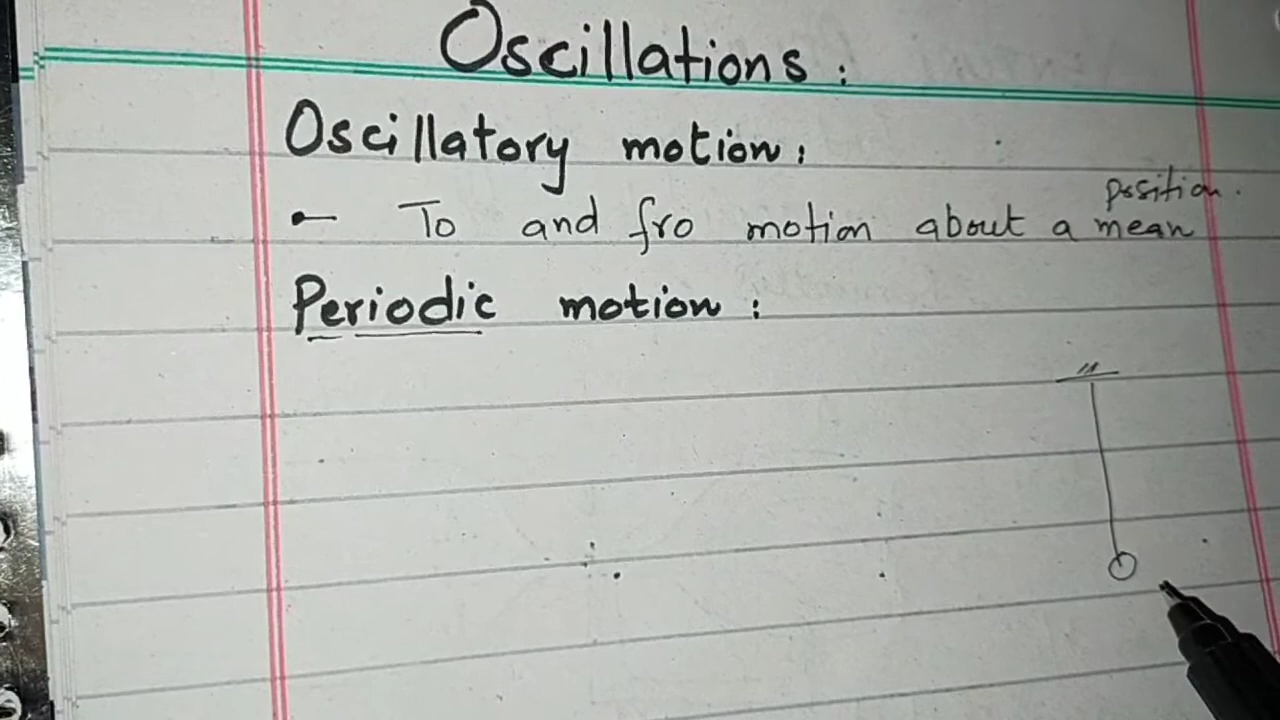 Oscillations :
Oscillatory motion :
- To and fro motion about a mean position.
Periodic motion :